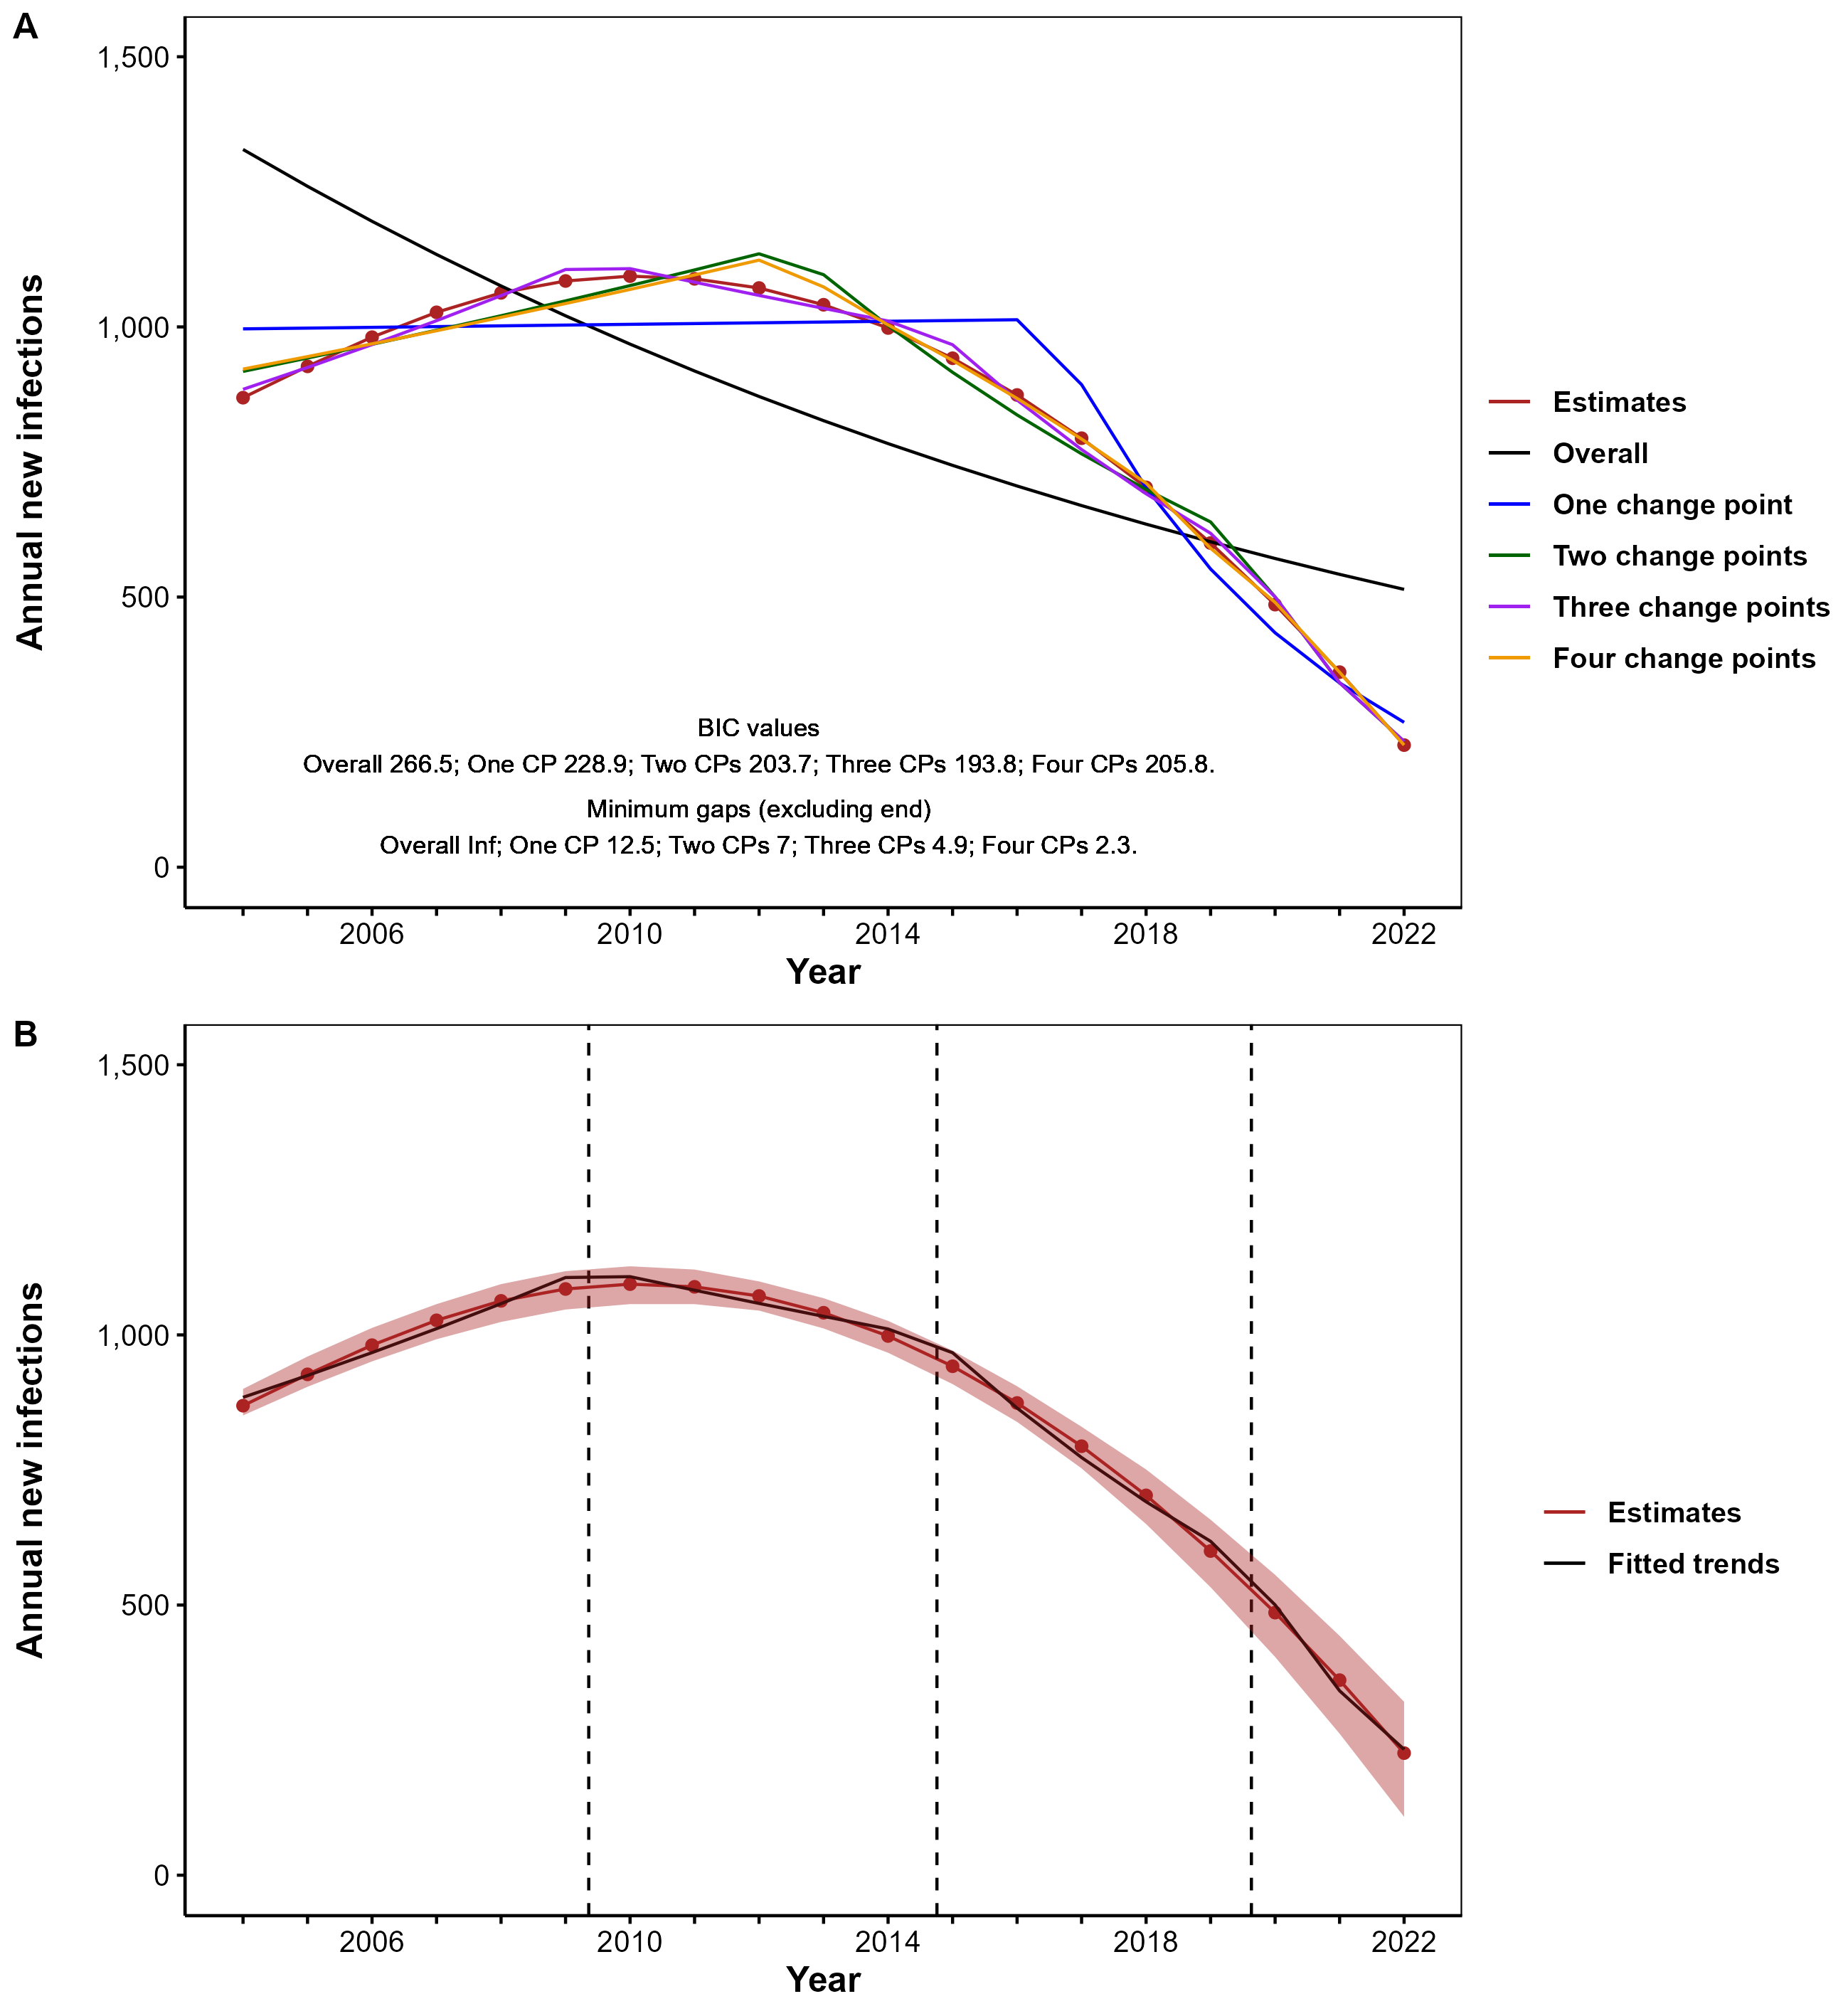 A
Annual new infections
1,500
1,000
500
0
BIC values
Overall 266.5; One CP 228.9; Two CPs 203.7; Three CPs 193.8; Four CPs 205.8.
Minimum gaps (excluding end)
Overall Inf; One CP 12.5; Two CPs 7; Three CPs 4.9; Four CPs 2.3.
2006 2010 2014 2018 2022
Year
Estimates
Overall
One change point
Two change points
Three change points
Four change points
B
Annual new infections
1,500
1,000
500
0
2006 2010 2014 2018 2022
Year
Estimates
Fitted trends